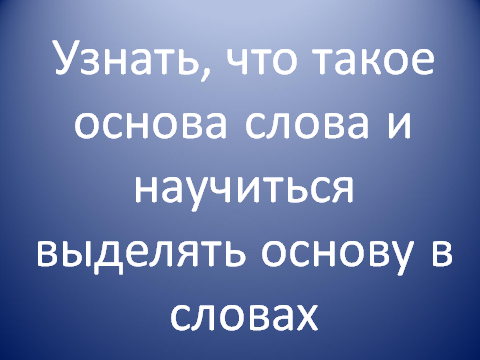 Узнать, что такое
основа слова и
научиться
выделять основу в
словах